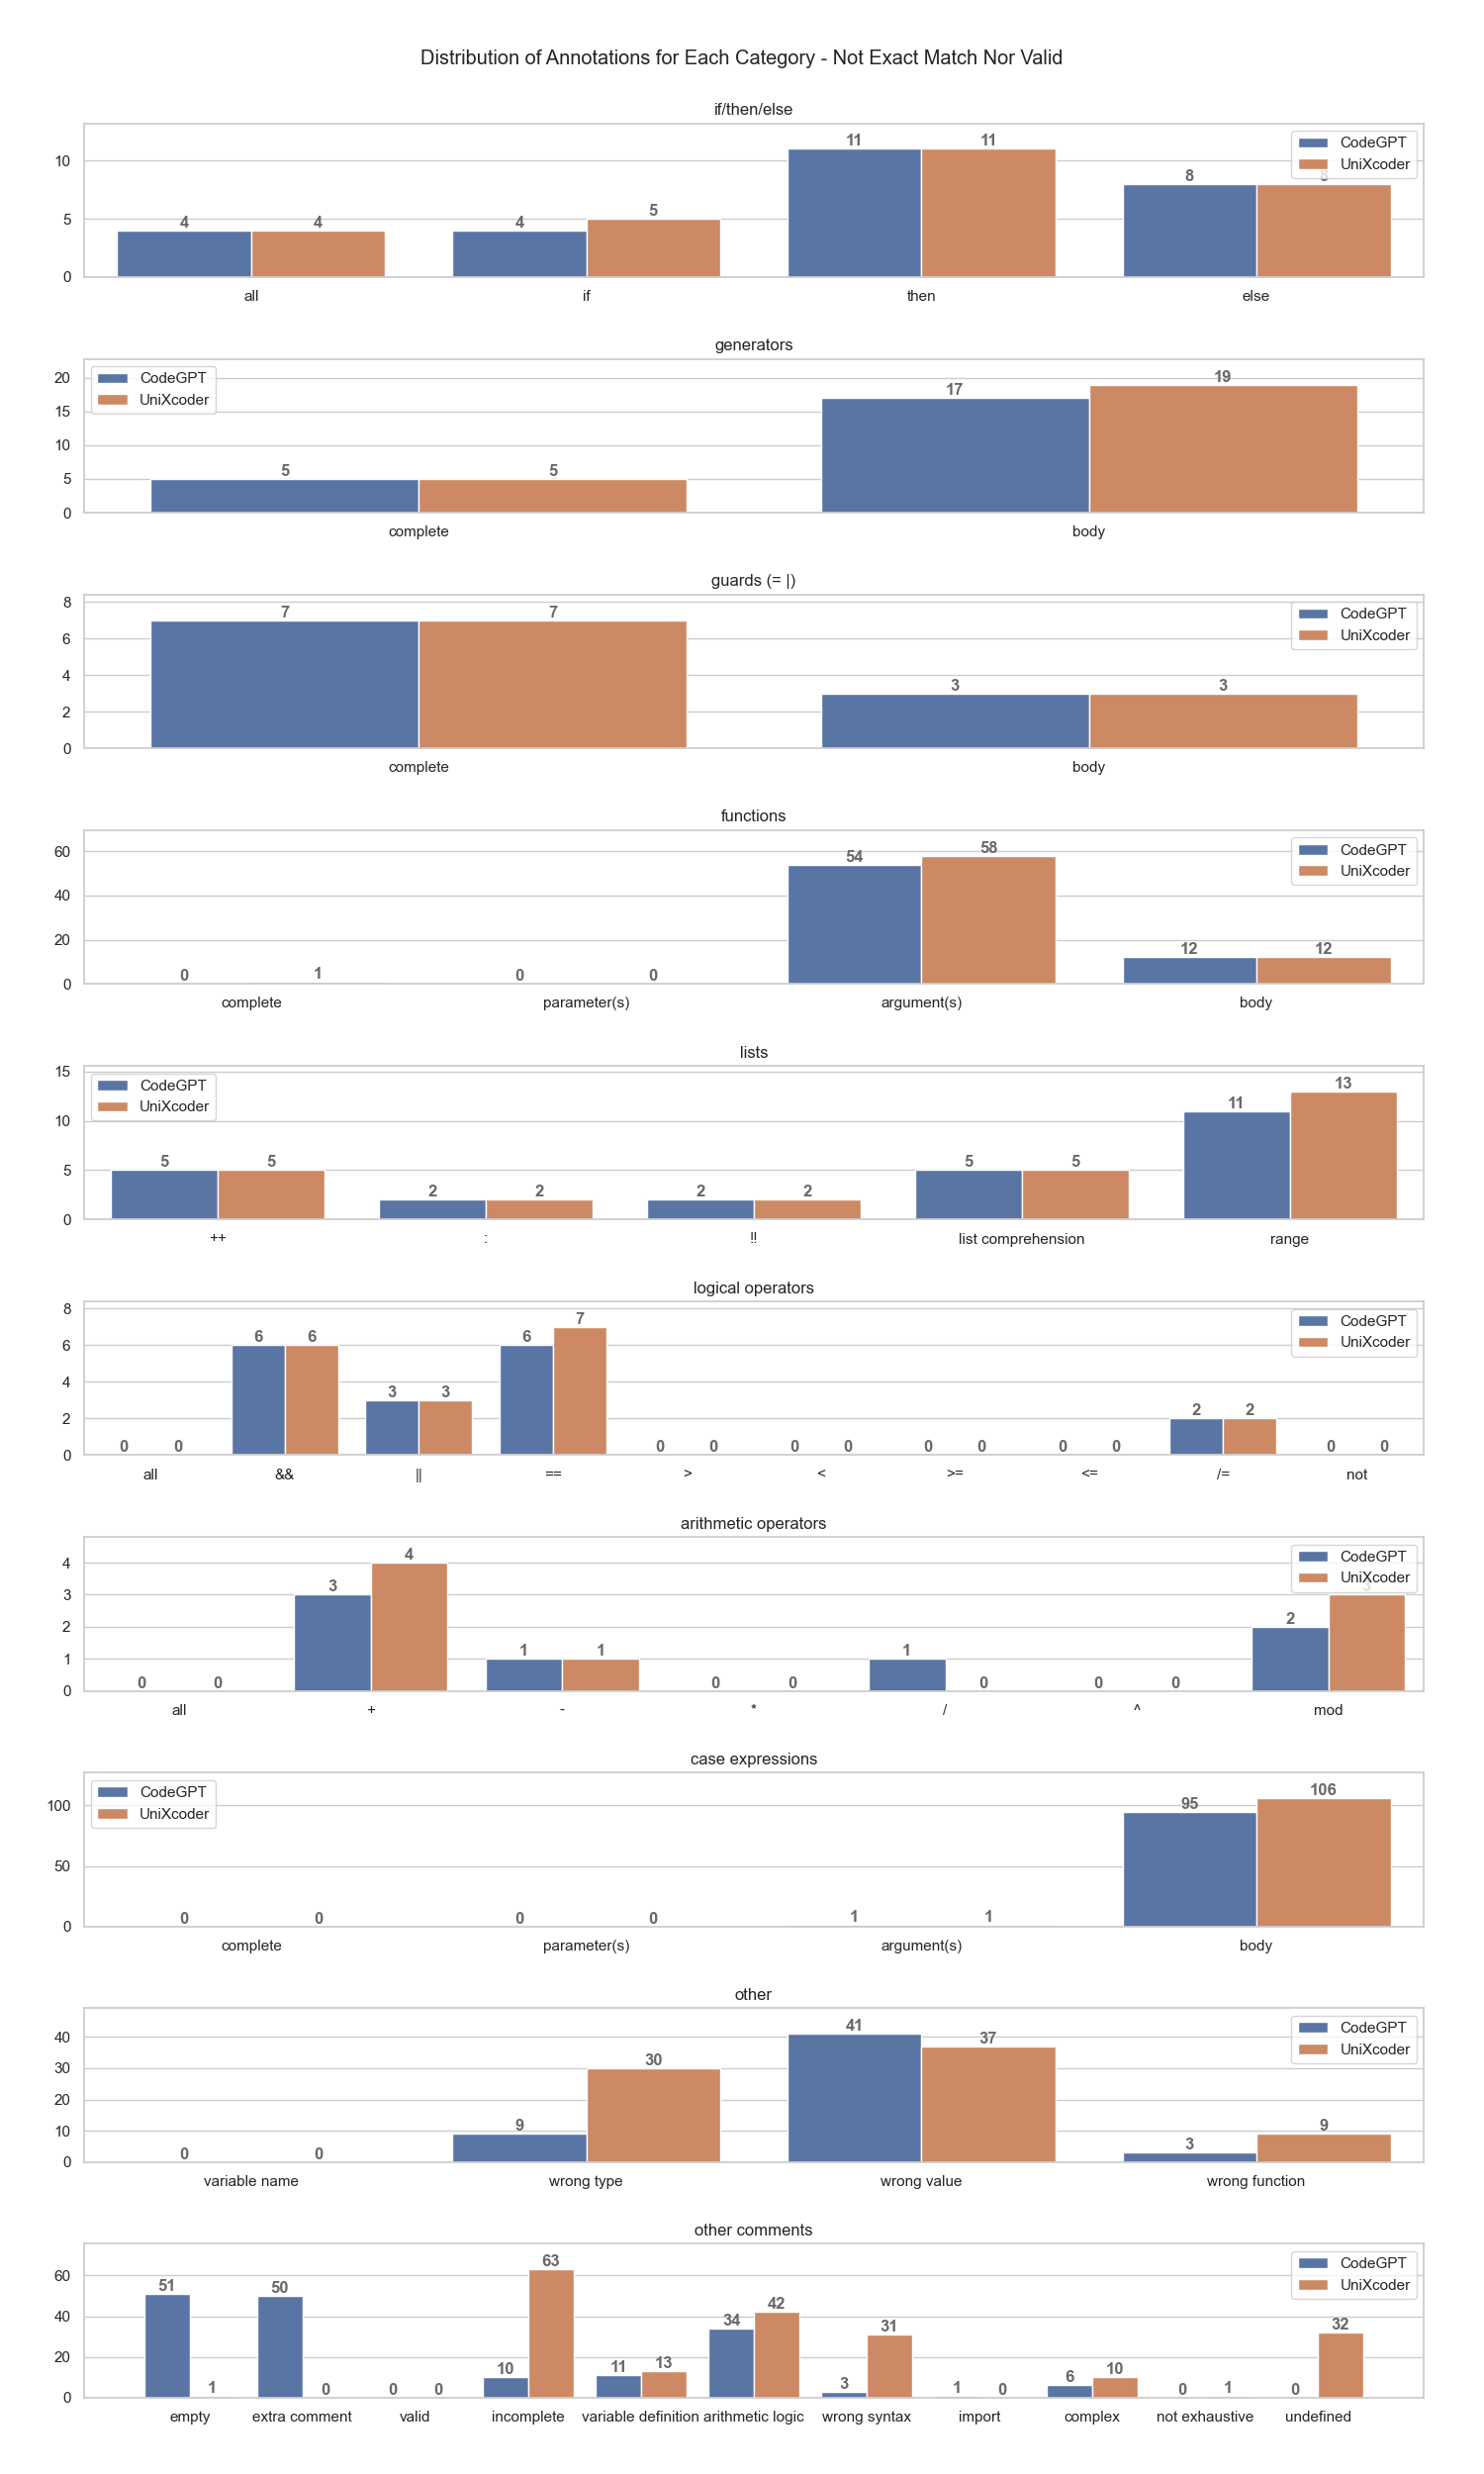 Distribution of Annotations for Each Category - Not Exact Match Nor Valid
if/then/else
CodeGPT
UniXcoder
10
5
0
4 4 4 5 11 11 8 8
all if then else
generators
CodeGPT
UniXcoder
20
15
10
5
0
5 5 17 19
complete body
guards (= |)
CodeGPT
UniXcoder
8
6
4
2
0
7 7 3 3
complete body
functions
CodeGPT
UniXcoder
60
40
20
0
0 1 0 0 54 58 12 12
complete parameter(s) argument(s) body
lists
CodeGPT
UniXcoder
15
10
5
0
5 5 2 2 2 2 5 5 11 13
++ : !! list comprehension range
logical operators
CodeGPT
UniXcoder
8
6
4
2
0
0 0 6 6 3 3 6 7 0 0 0 0 0 0 0 0 2 2 0 0
all && || == > < >= <= /= not
arithmetic operators
CodeGPT
UniXcoder
4
3
2
1
0
0 0 3 4 1 1 0 0 1 0 0 0 2 3
all + - * / ^ mod
case expressions
CodeGPT
UniXcoder
100
50
0
0 0 0 0 1 1 95 106
complete parameter(s) argument(s) body
other
CodeGPT
UniXcoder
40
30
20
10
0
0 0 9 30 41 37 3 9
variable name wrong type wrong value wrong function
other comments
CodeGPT
UniXcoder
60
40
20
0
51 1 50 0 0 0 10 63 11 13 34 42 3 31 1 0 6 10 0 1 0 32
empty extra comment valid incomplete variable definition arithmetic logic wrong syntax import complex not exhaustive undefined